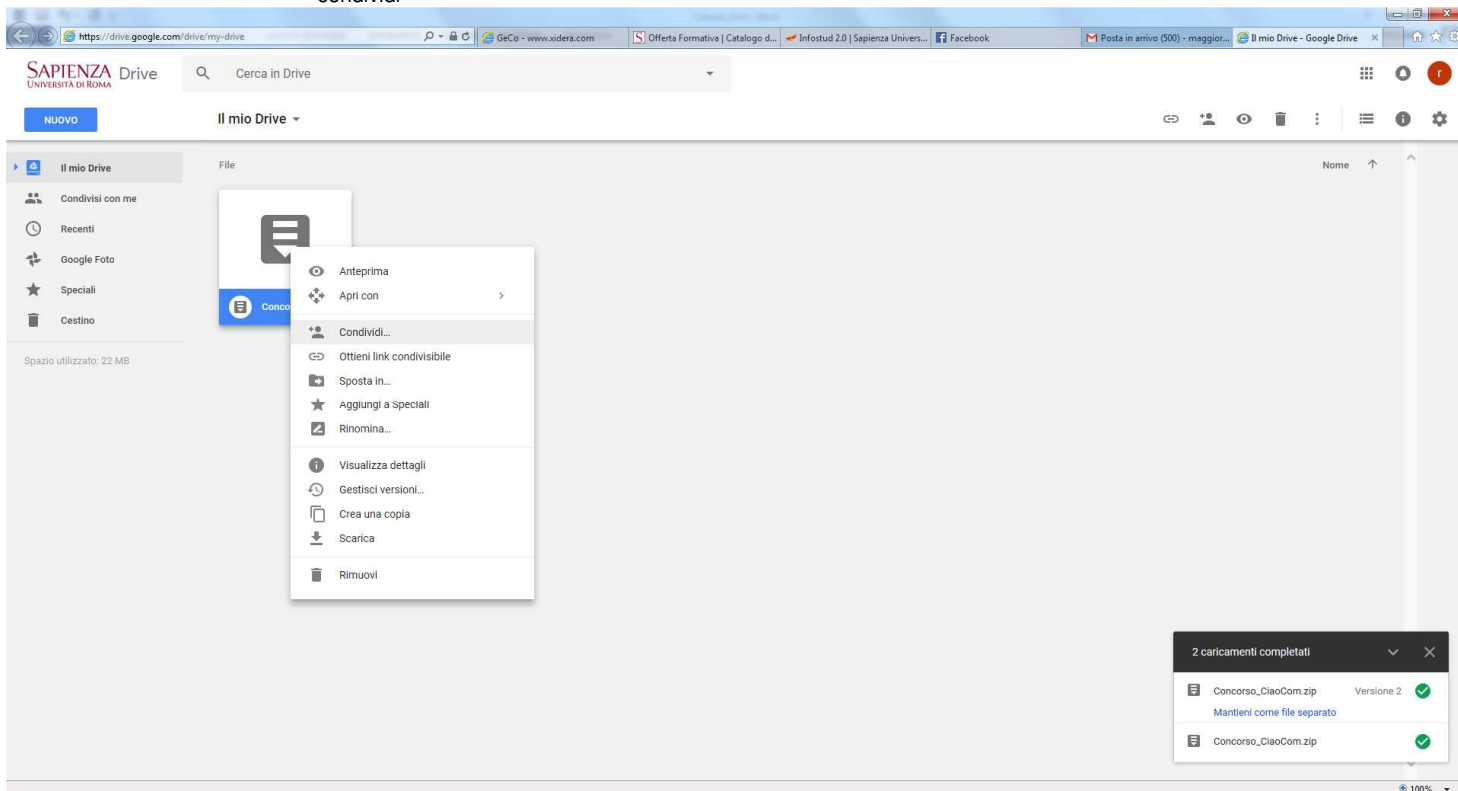 condividi
https://drive.google.com/drive/my-drive
GeCo - www.xidera.com
Offerta Formativa | Catalogo d...
Infostud 2.0 | Sapienza Univers...
Facebook
Posta in arrivo (500) - maggior...
Il mio Drive - Google Drive
SAPIENZA
UNIVERSITÀ DI ROMA
Drive
Cerca in Drive
r
NUOVO
Il mio Drive
Il mio Drive
Condivisi con me
Recenti
Google Foto
Speciali
Cestino
Spazio utilizzato: 22 MB
File
Nome
Conco
Anteprima
Apri con
Condividi...
Ottieni link condivisibile
Sposta in...
Aggiungi a Speciali
Rinomina...
Visualizza dettagli
Gestisci versioni...
Crea una copia
Scarica
Rimuovi
2 caricamenti completati
Concorso_CiaoCom.zip Versione 2
Mantieni come file separato
Concorso_CiaoCom.zip
100%